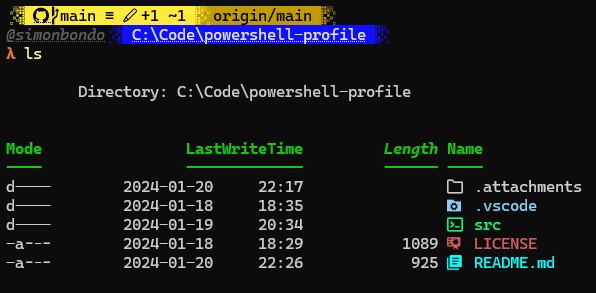 main ≡ +1 ~1 origin/main
@simonbondo C:\Code\powershell-profile
λ ls
Directory: C:\Code\powershell-profile
Mode LastWriteTime Length Name
d---- 2024-01-20 22:17 .attachments
d---- 2024-01-18 18:35 .vscode
d---- 2024-01-19 20:34 src
-a--- 2024-01-18 18:29 1089 LICENSE
-a--- 2024-01-20 22:26 925 README.md